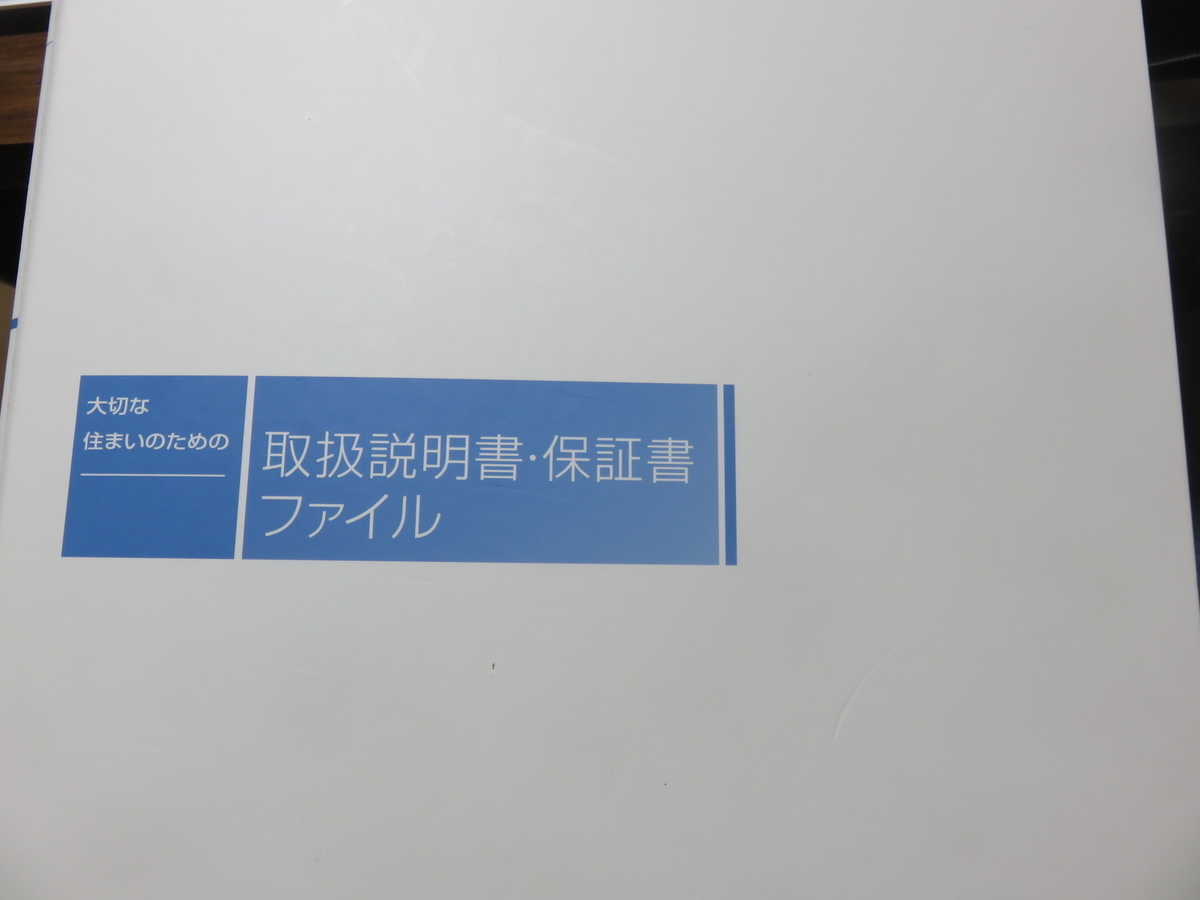 大切な
住まいのための
取扱説明書・保証書
ファイル